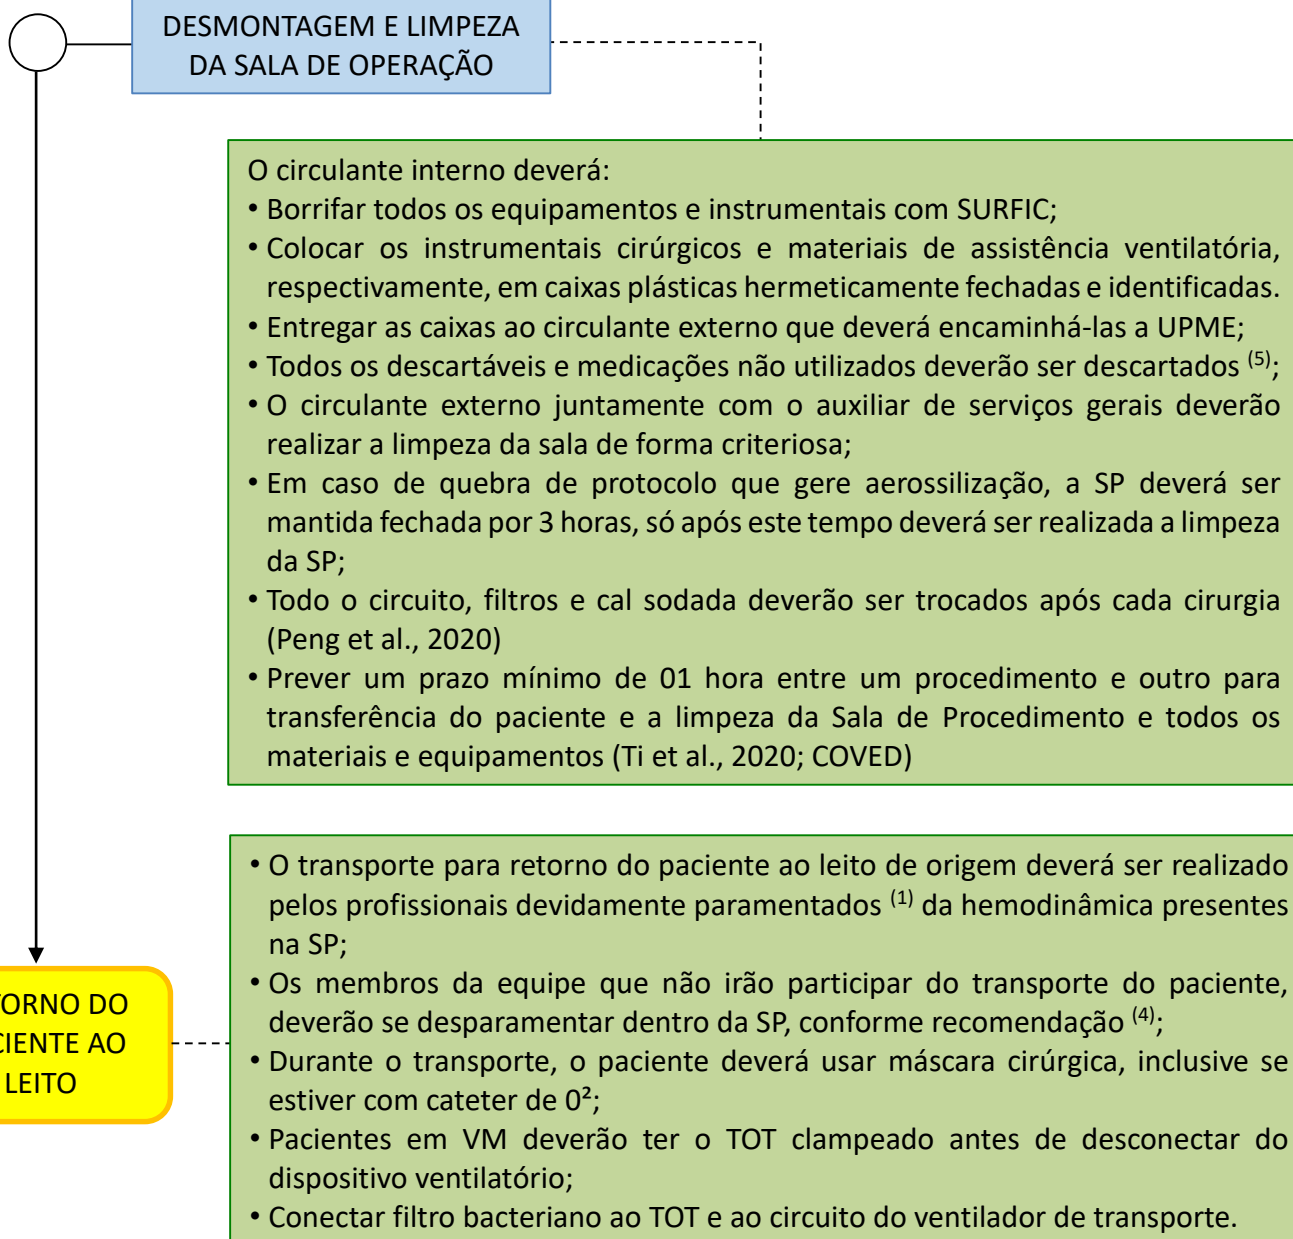 DESMONTAGEM E LIMPEZA
DA SALA DE OPERAÇÃO
O circulante interno deverá:
• Borrifar todos os equipamentos e instrumentais com SURFIC;
• Colocar os instrumentais cirúrgicos e materiais de assistência ventilatória,
respectivamente, em caixas plásticas hermeticamente fechadas e identificadas.
• Entregar as caixas ao circulante externo que deverá encaminhá-las a UPME;
• Todos os descartáveis e medicações não utilizados deverão ser descartados (5);
• O circulante externo juntamente com o auxiliar de serviços gerais deverão
realizar a limpeza da sala de forma criteriosa;
• Em caso de quebra de protocolo que gere aerossilização, a SP deverá ser
mantida fechada por 3 horas, só após este tempo deverá ser realizada a limpeza
da SP;
• Todo o circuito, filtros e cal sodada deverão ser trocados após cada cirurgia
(Peng et al., 2020)
• Prever um prazo mínimo de 01 hora entre um procedimento e outro para
transferência do paciente e a limpeza da Sala de Procedimento e todos os
materiais e equipamentos (Ti et al., 2020; COVED)
TORNO DO
CIENTE AO
LEITO
• O transporte para retorno do paciente ao leito de origem deverá ser realizado
pelos profissionais devidamente paramentados (1) da hemodinâmica presentes
na SP;
• Os membros da equipe que não irão participar do transporte do paciente,
deverão se desparamentar dentro da SP, conforme recomendação (4);
• Durante o transporte, o paciente deverá usar máscara cirúrgica, inclusive se
estiver com cateter de 0²;
• Pacientes em VM deverão ter o TOT clampeado antes de desconectar do
dispositivo ventilatório;
• Conectar filtro bacteriano ao TOT e ao circuito do ventilador de transporte.